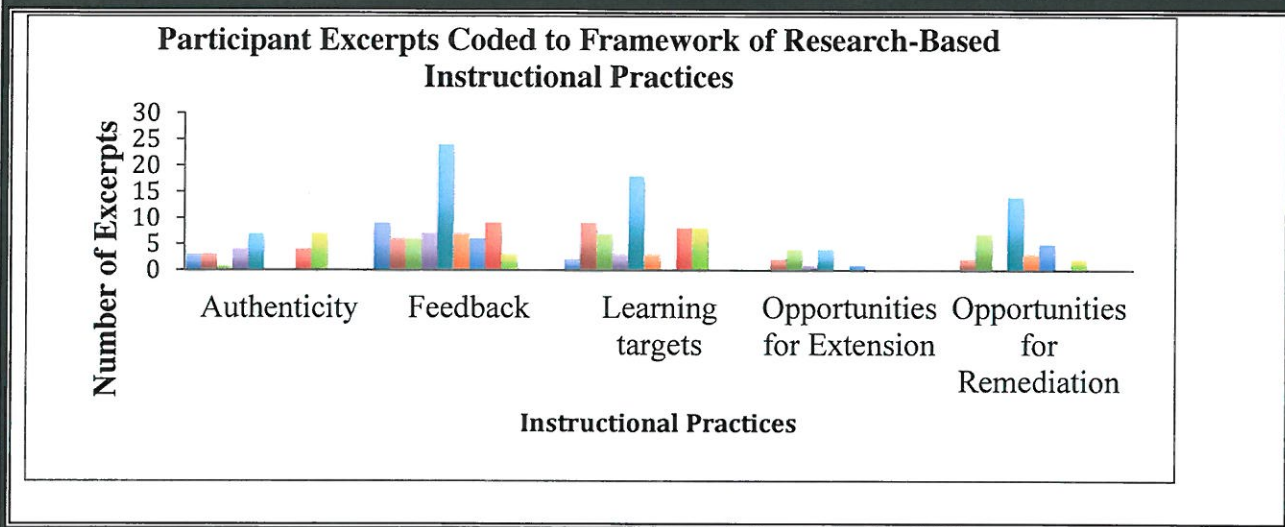 Participant Excerpts Coded to Framework of Research-Based
Instructional Practices
Number of Excerpts
30
25
20
15
10
5
0
Authenticity
Feedback
Learning
targets
Opportunities
for Extension
Opportunities
for
Remediation
Instructional Practices